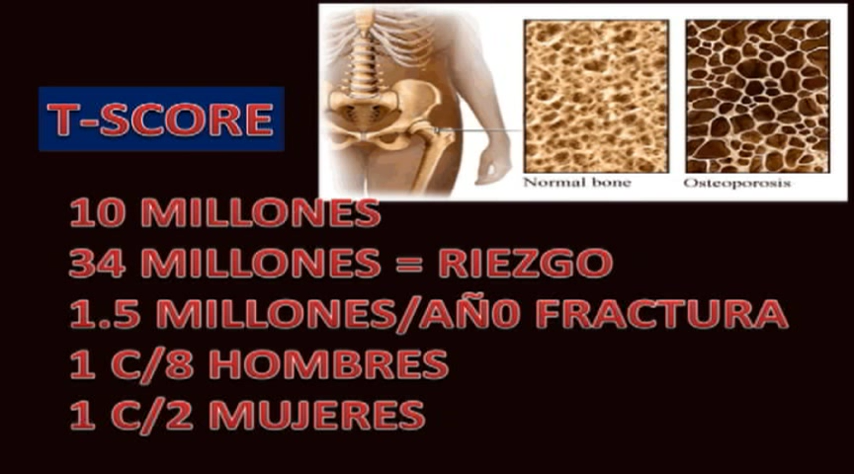 T-SCORE
Normal bone
Osteoporosis
10 MILLONES
34 MILLONES = RIEZGO
1.5 MILLONES/AÑ0 FRACTURA
1 C/8 HOMBRES
1 C/2 MUJERES